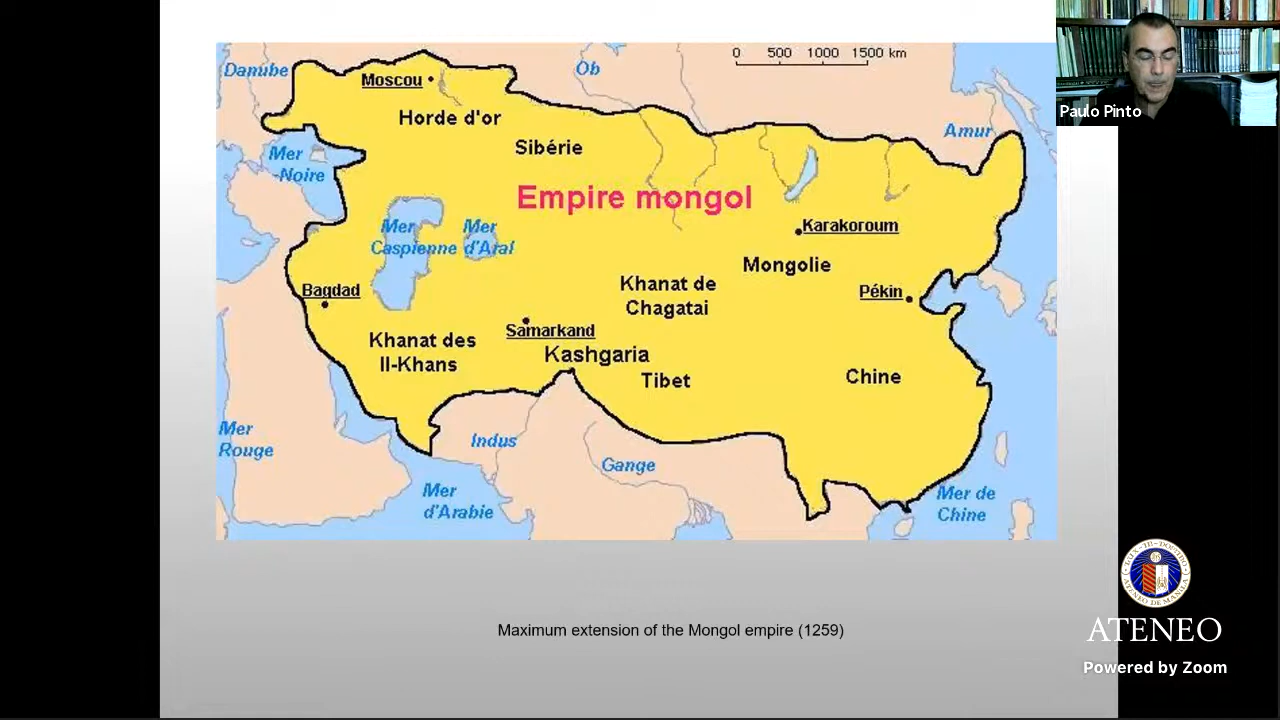 0 500 1000 1500 km
Danube
Moscou
Ob
Horde d'or
Amur
Sibérie
Mer
Noire
Empire mongol
Mer
Caspienne
Mer
d'Aral
Karakoroum
Mongolie
Bagdad
Khanat de
Chagatai
Pékin
Samarkand
Khanat des
Il-Khans
Kashgaria
Tibet
Chine
Mer
Rouge
Indus
Gange
Mer
d'Arabie
Mer de
Chine
Maximum extension of the Mongol empire (1259)
Paulo Pinto
ATENEO
Powered by Zoom